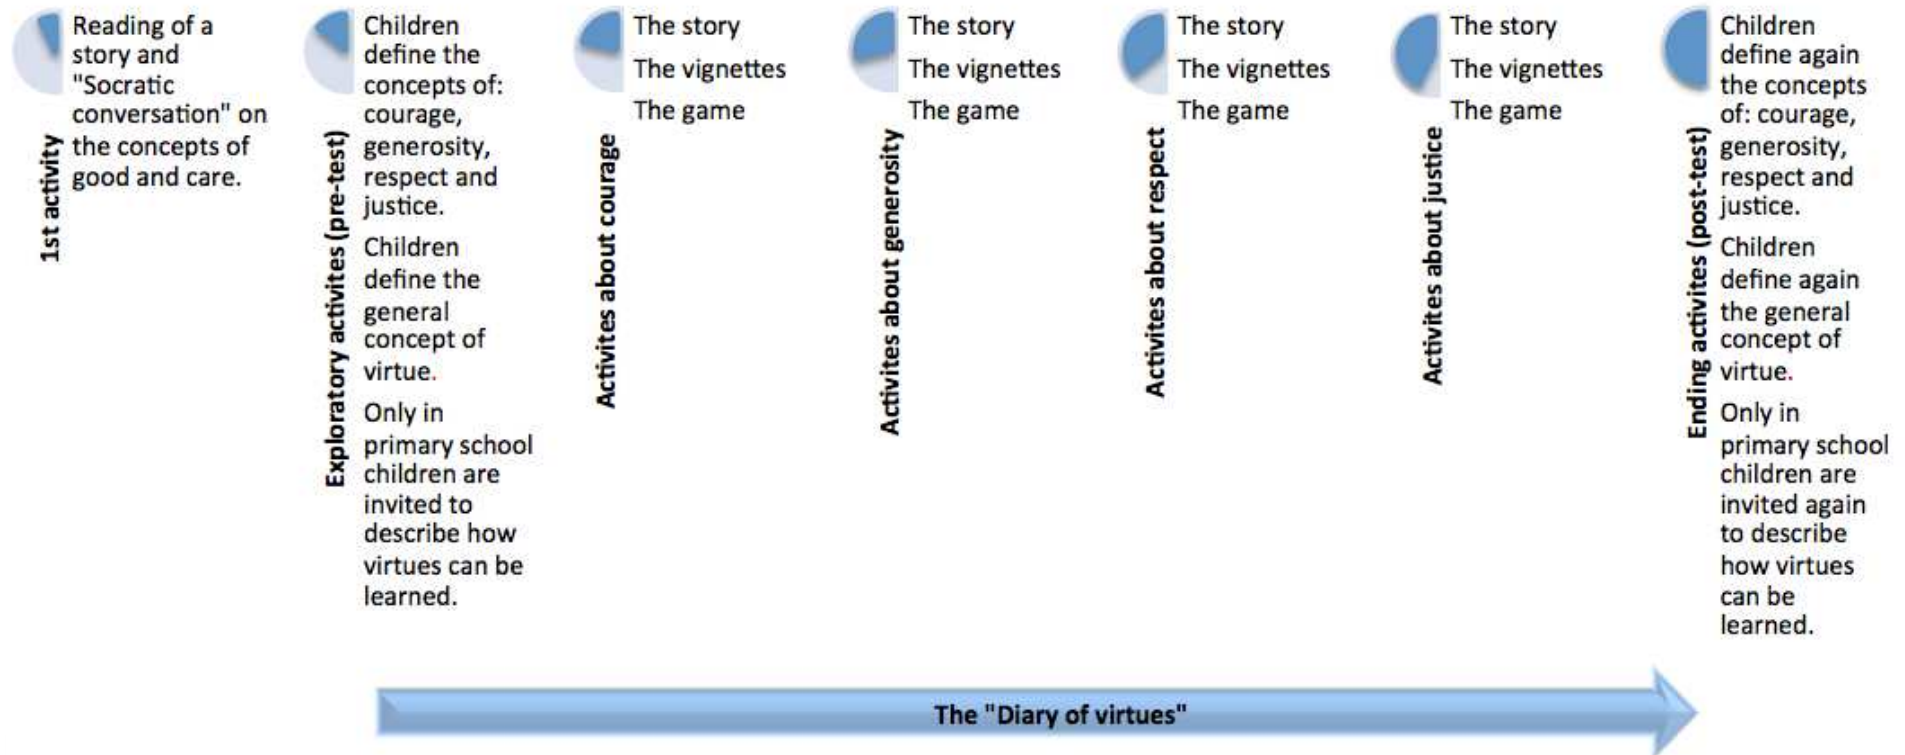 1st activity
Reading of a
story and
"Socratic
conversation" on
the concepts of
good and care.
Exploratory activites (pre-test)
Children
define the
concepts of:
courage,
generosity,
respect and
justice.
Children
define the
general
concept of
virtue.
Only in
primary school
children are
invited to
describe how
virtues can be
learned.
Activites about courage
The story
The vignettes
The game
Activites about generosity
The story
The vignettes
The game
Activites about respect
The story
The vignettes
The game
Activites about justice
The story
The vignettes
The game
Ending activites (post-test)
Children
define again
the concepts
of: courage,
generosity,
respect and
justice.
Children
define again
the general
concept of
virtue.
Only in
primary school
children are
invited again
to describe
how virtues
can be
learned.
The "Diary of virtues"